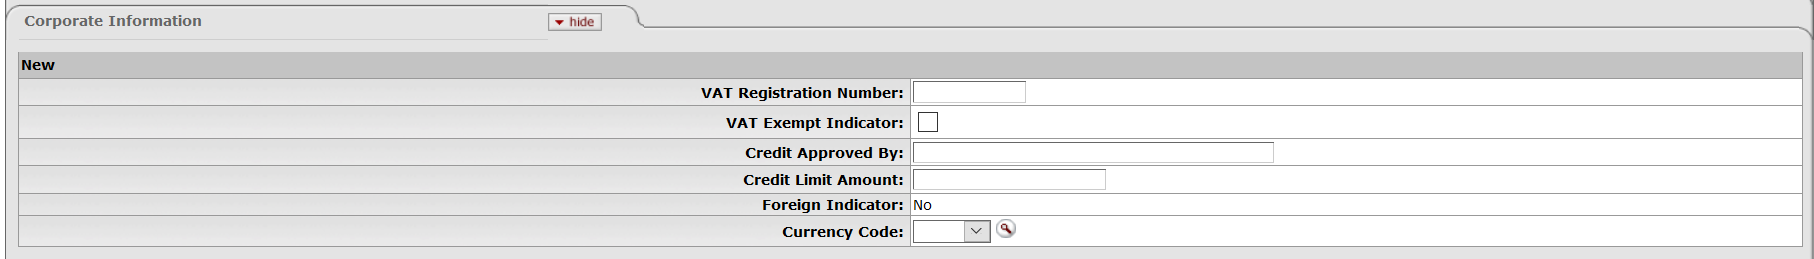 Corporate Information
hide
New
VAT Registration Number:
VAT Exempt Indicator:
Credit Approved By:
Credit Limit Amount:
Foreign Indicator: No
Currency Code: